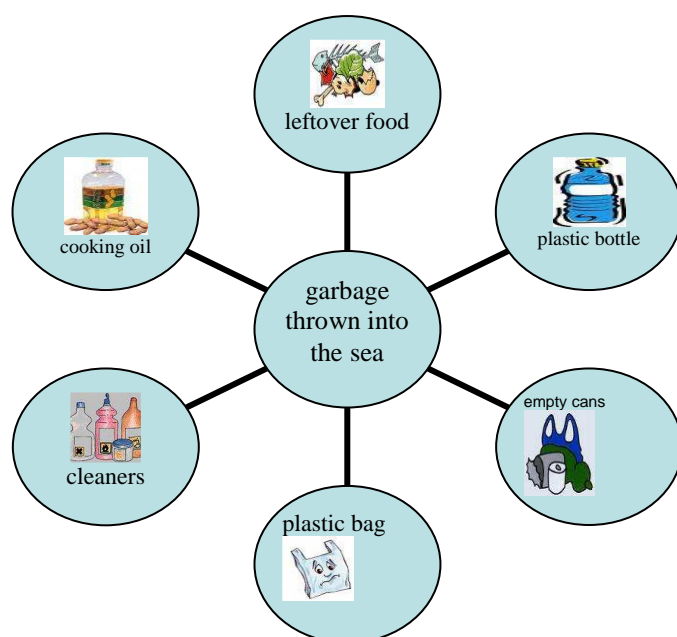 leftover food
cooking oil
plastic bottle
garbage
thrown into
the sea
empty cans
cleaners
plastic bag